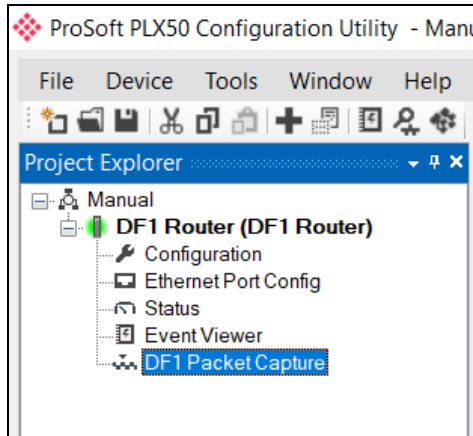 ProSoft PLX50 Configuration Utility - Manu
File Device Tools Window Help
Project Explorer
Manual
DF1 Router (DF1 Router)
Configuration
Ethernet Port Config
Status
Event Viewer
DF1 Packet Capture